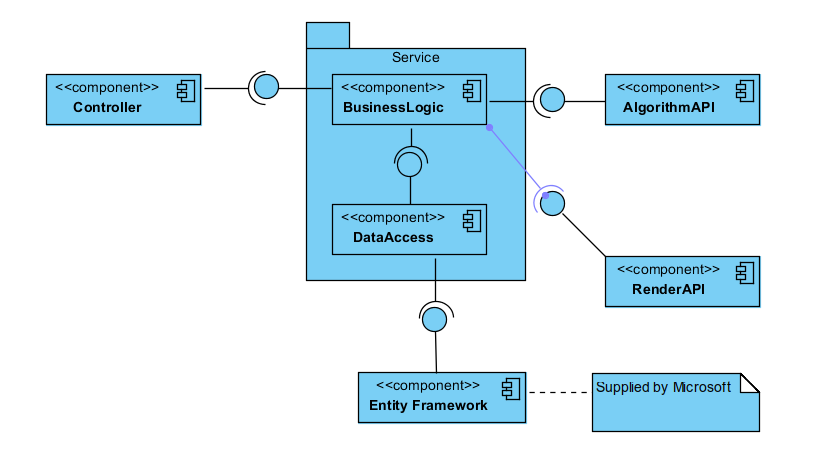 Service
<<component>>
Controller
<<component>>
BusinessLogic
<<component>>
AlgorithmAPI
<<component>>
DataAccess
<<component>>
RenderAPI
<<component>>
Entity Framework
Supplied by Microsoft